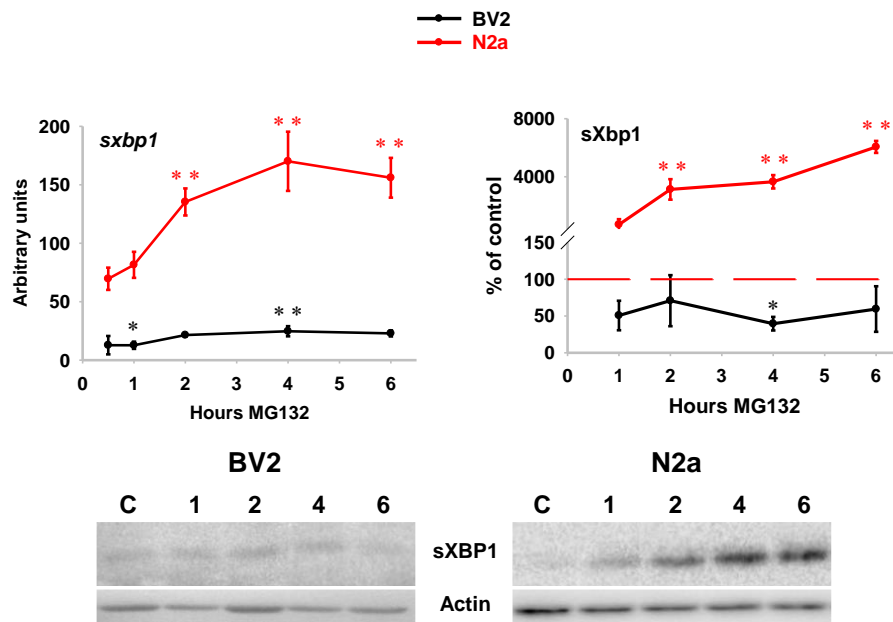 BV2
N2a
sxbp1
Arbitrary units
200
150
100
50
0
* * * * * *
* * *
0 1 2 3 4 5 6
Hours MG132
sXbp1
% of control
8000
4000
150
100
50
0
* * * * * *
*
0 1 2 3 4 5 6
Hours MG132
BV2
C 1 2 4 6
N2a
C 1 2 4 6
sXBP1
Actin